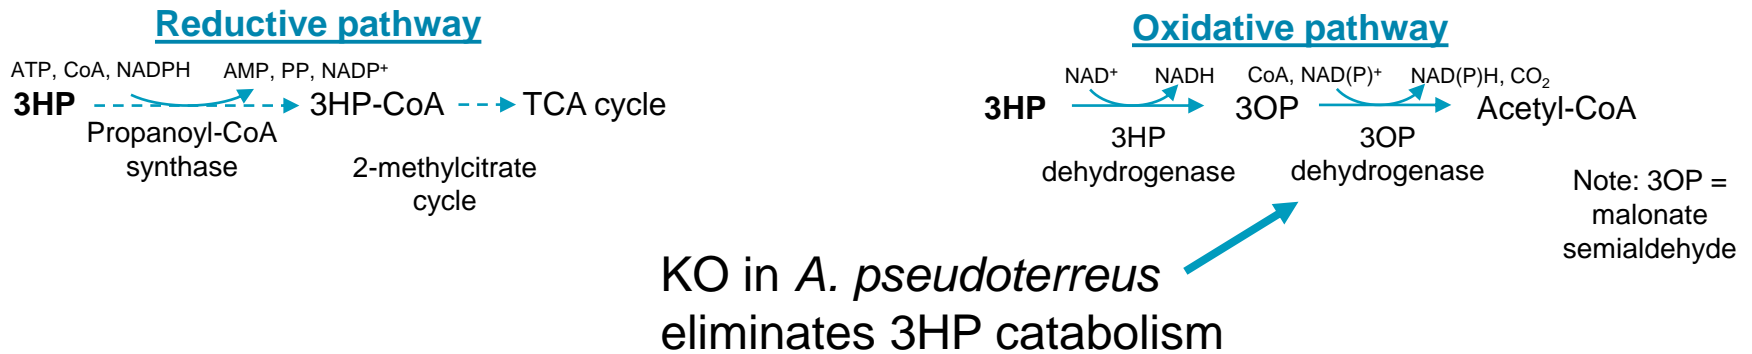 Reductive pathway
ATP, CoA, NADPH AMP, PP, NADP⁺
3HP 3HP-CoA TCA cycle
Propanoyl-CoA
synthase
2-methylcitrate
cycle
Oxidative pathway
NAD⁺ NADH CoA, NAD(P)⁺ NAD(P)H, CO₂
3HP 3OP Acetyl-CoA
3HP
dehydrogenase
3OP
dehydrogenase
Note: 3OP =
malonate
semialdehyde
KO in A. pseudoterreus
eliminates 3HP catabolism